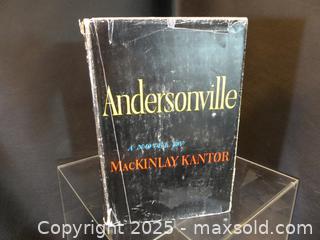 Andersonville
A NOVEL BY
MacKINLAY KANTOR
Copyright 2025 - maxsold.com